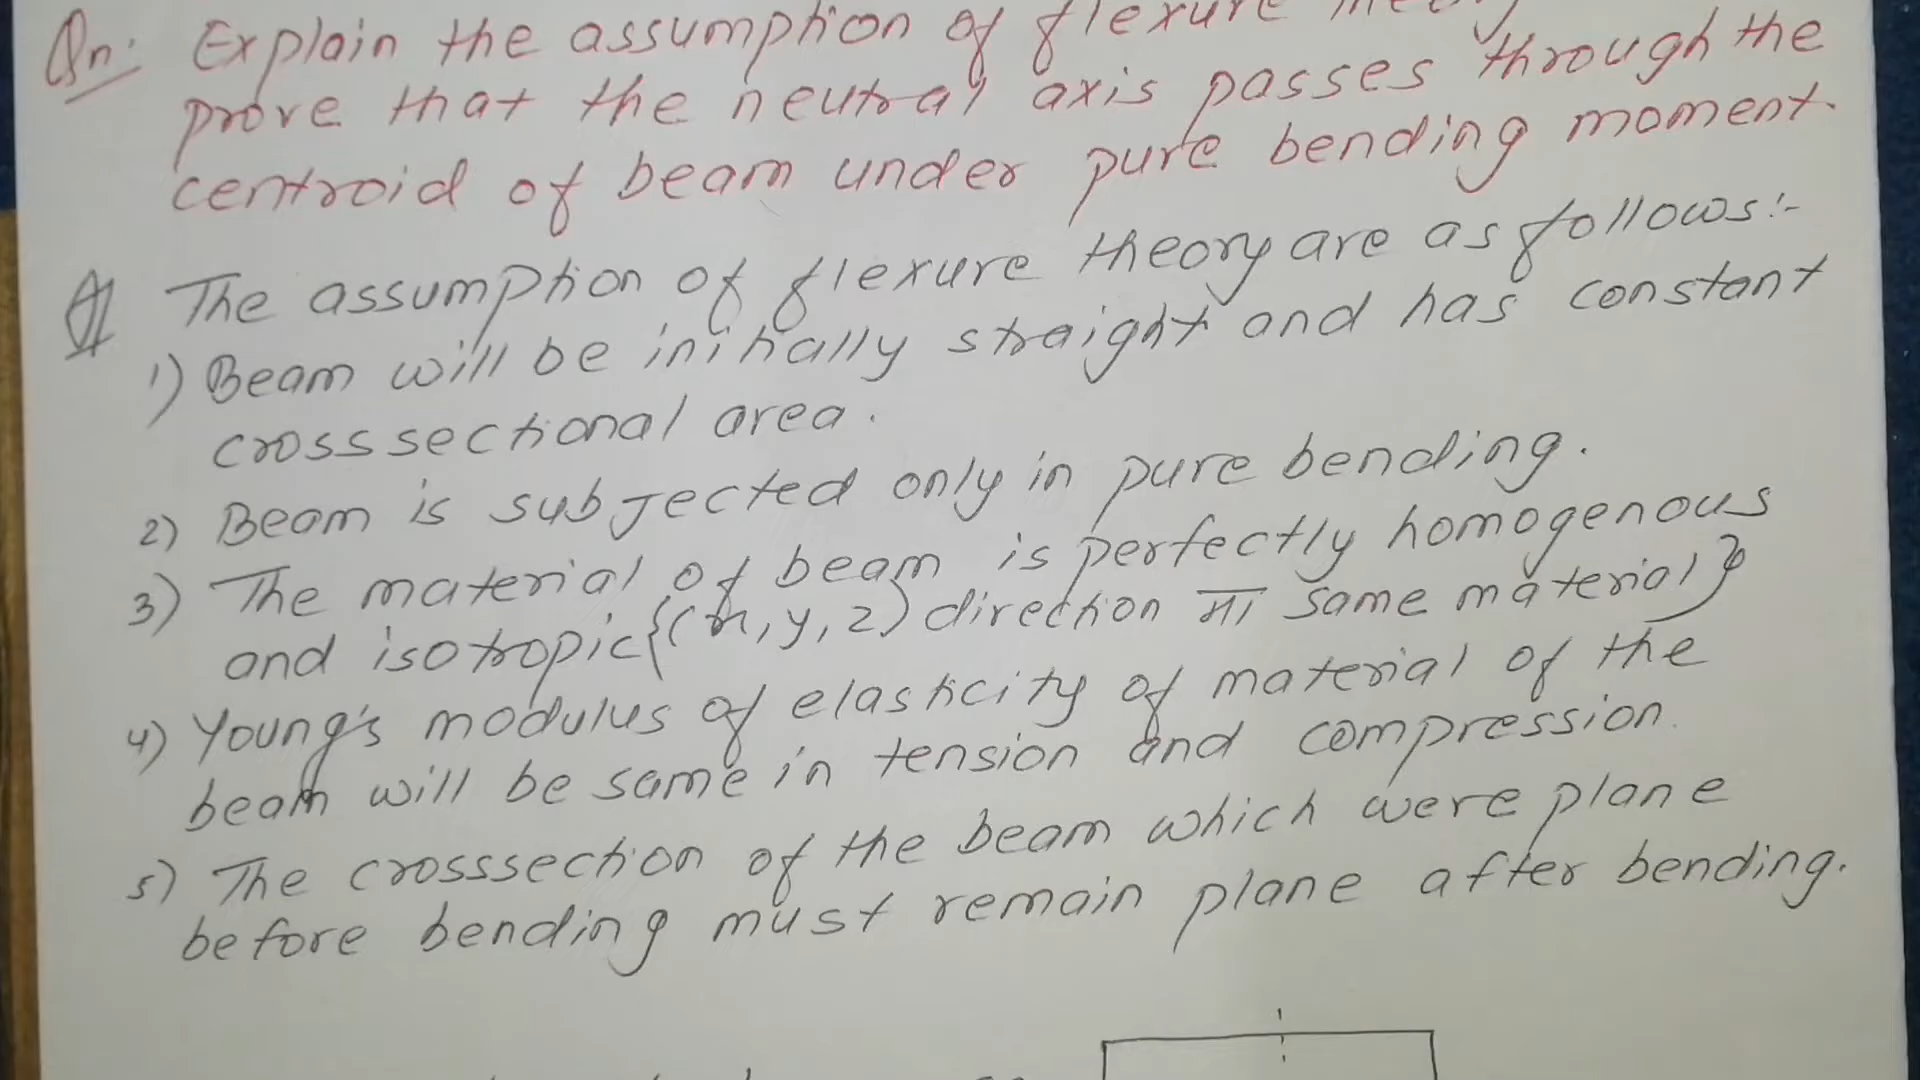 Qn: Explain the assumption of flexure
prove that the neutral axis passes through the
centroid of beam under pure bending moment.
The assumption of flexure theory are as follows:-
1) Beam will be initially straight and has constant
crosssectional area.
2) Beam is subjected only in pure bending.
3) The material of beam is perfectly homogenous
and isotropic {(x,y,z) direction मा same material}
4) Young's modulus of elasticity of material of the
beam will be same in tension and compression.
5) The crosssection of the beam which were plane
before bending must remain plane after bending.